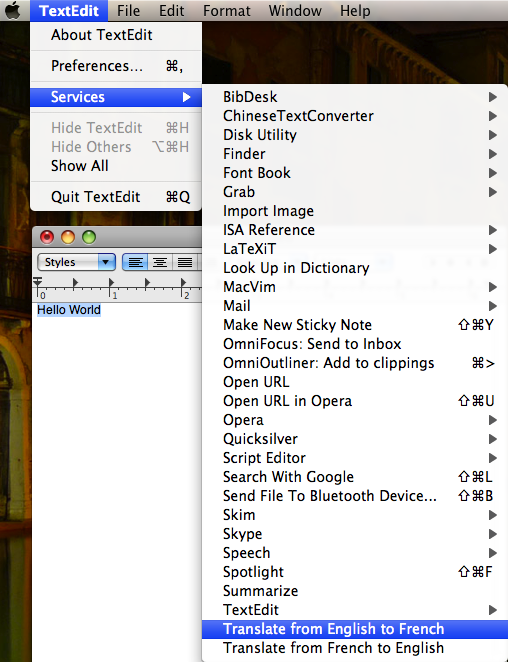 TextEdit File Edit Format Window Help
About TextEdit
Preferences... ⌘,
Services
Hide TextEdit ⌘H
Hide Others ⌥⌘H
Show All
Quit TextEdit ⌘Q
BibDesk
ChineseTextConverter
Disk Utility
Finder
Font Book
Grab
Import Image
ISA Reference
LaTeXiT
Look Up in Dictionary
MacVim
Mail
Make New Sticky Note ⇧⌘Y
OmniFocus: Send to Inbox
OmniOutliner: Add to clippings ⌘>
Open URL
Open URL in Opera ⇧⌘U
Opera
Quicksilver
Script Editor
Search With Google ⇧⌘L
Send File To Bluetooth Device... ⇧⌘B
Skim
Skype
Speech
Spotlight ⇧⌘F
Summarize
TextEdit
Translate from English to French
Translate from French to English
Styles
0 1 2
Hello World